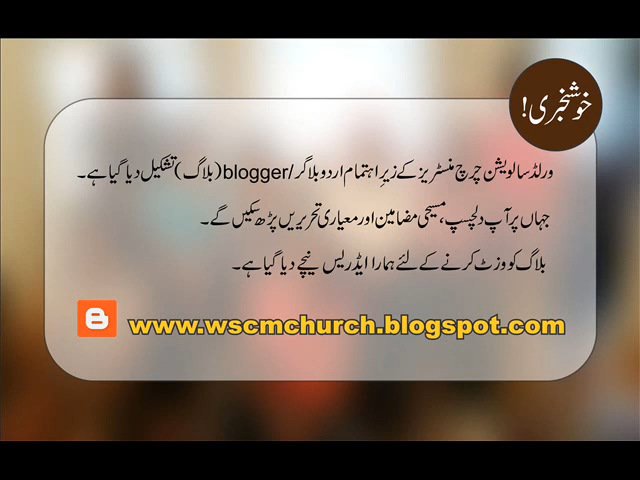 خوشخبری!
ورلڈ سالویشن چرچ منسٹریز کے زیرِ اہتمام اردو بلاگر/blogger (بلاگ) تشکیل دیا گیا ہے۔
جہاں پر آپ دلچسپ، مسیحی مضامین اور معیاری تحریریں پڑھ سکیں گے۔
بلاگ کو وزٹ کرنے کے لئے ہمارا ایڈریس نیچے دیا گیا ہے۔
www.wscmchurch.blogspot.com